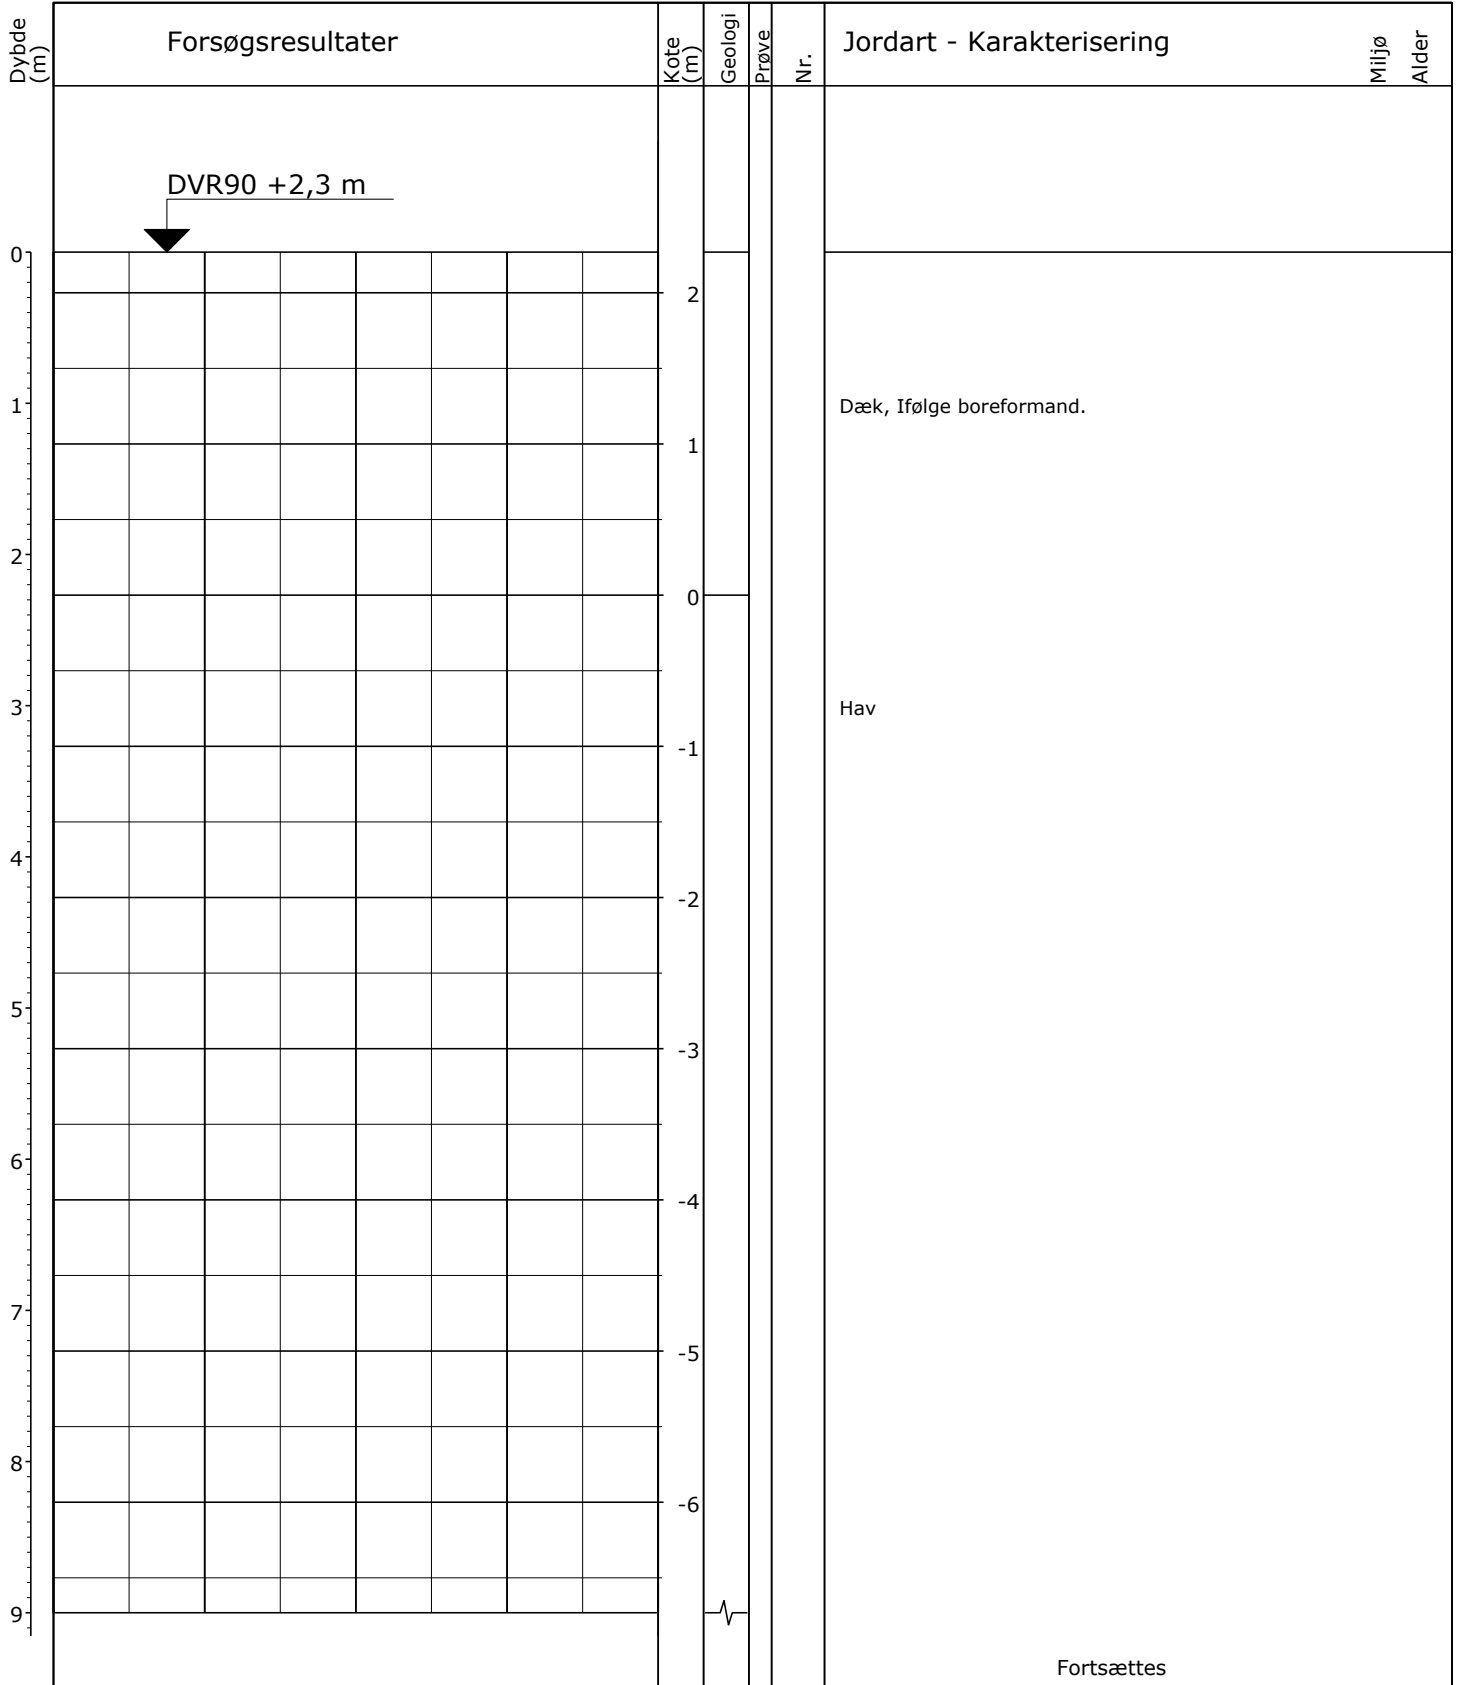 Dybde
(m)
Forsøgsresultater
Kote
(m)
Geologi
Prøve
Nr.
Jordart - Karakterisering
Miljø
Alder
DVR90 +2,3 m
0
2
1
Dæk, Ifølge boreformand.
1
2
0
3
Hav
-1
4
-2
5
-3
6
-4
7
-5
8
-6
9
Fortsættes